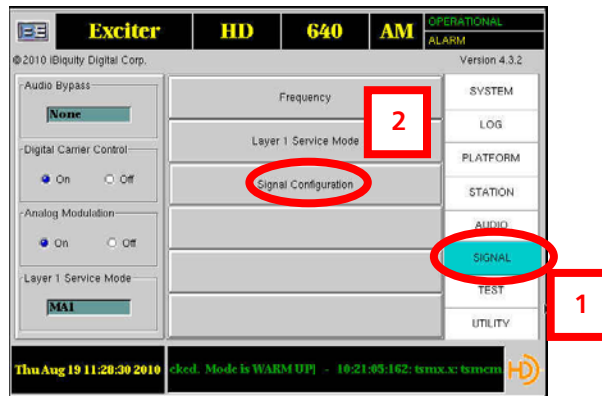 Exciter HD 640 AM OPERATIONAL
ALARM
©2010 iBiquity Digital Corp. Version 4.3.2
Audio Bypass
None
Digital Carrier Control
On Off
Analog Modulation
On Off
Layer 1 Service Mode
MA1
Frequency
Layer 1 Service Mode
Signal Configuration
2
SYSTEM
LOG
PLATFORM
STATION
AUDIO
SIGNAL
TEST
UTILITY
1
Thu Aug 19 11:28:30 2010 cked. Mode is WARM UP] - 10:21:05:162: tsmx.x: tsmcm HD